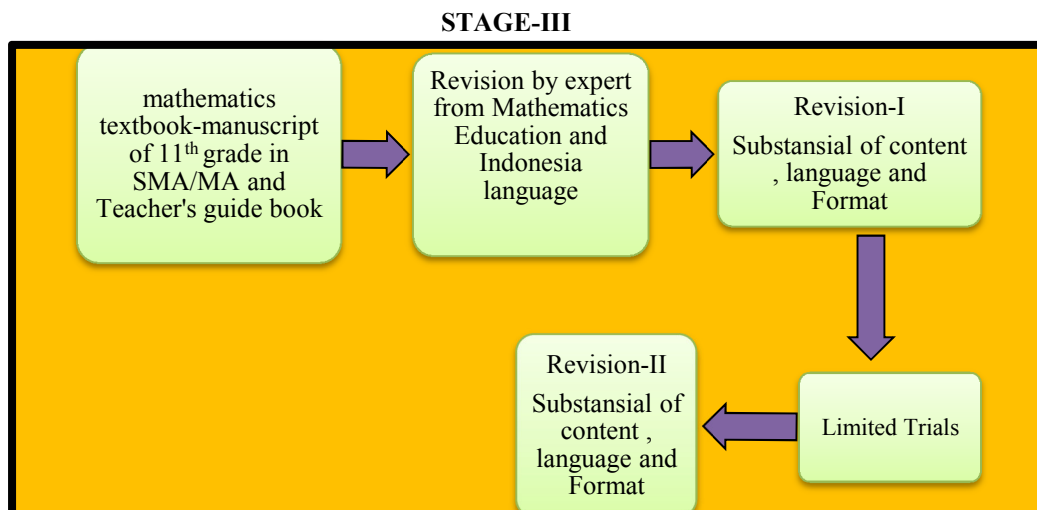 STAGE-III
mathematics
textbook-manuscript
of 11th grade in
SMA/MA and
Teacher's guide book
Revision by expert
from Mathematics
Education and
Indonesia
language
Revision-I
Substansial of content
, language and
Format
Limited Trials
Revision-II
Substansial of
content ,
language and
Format